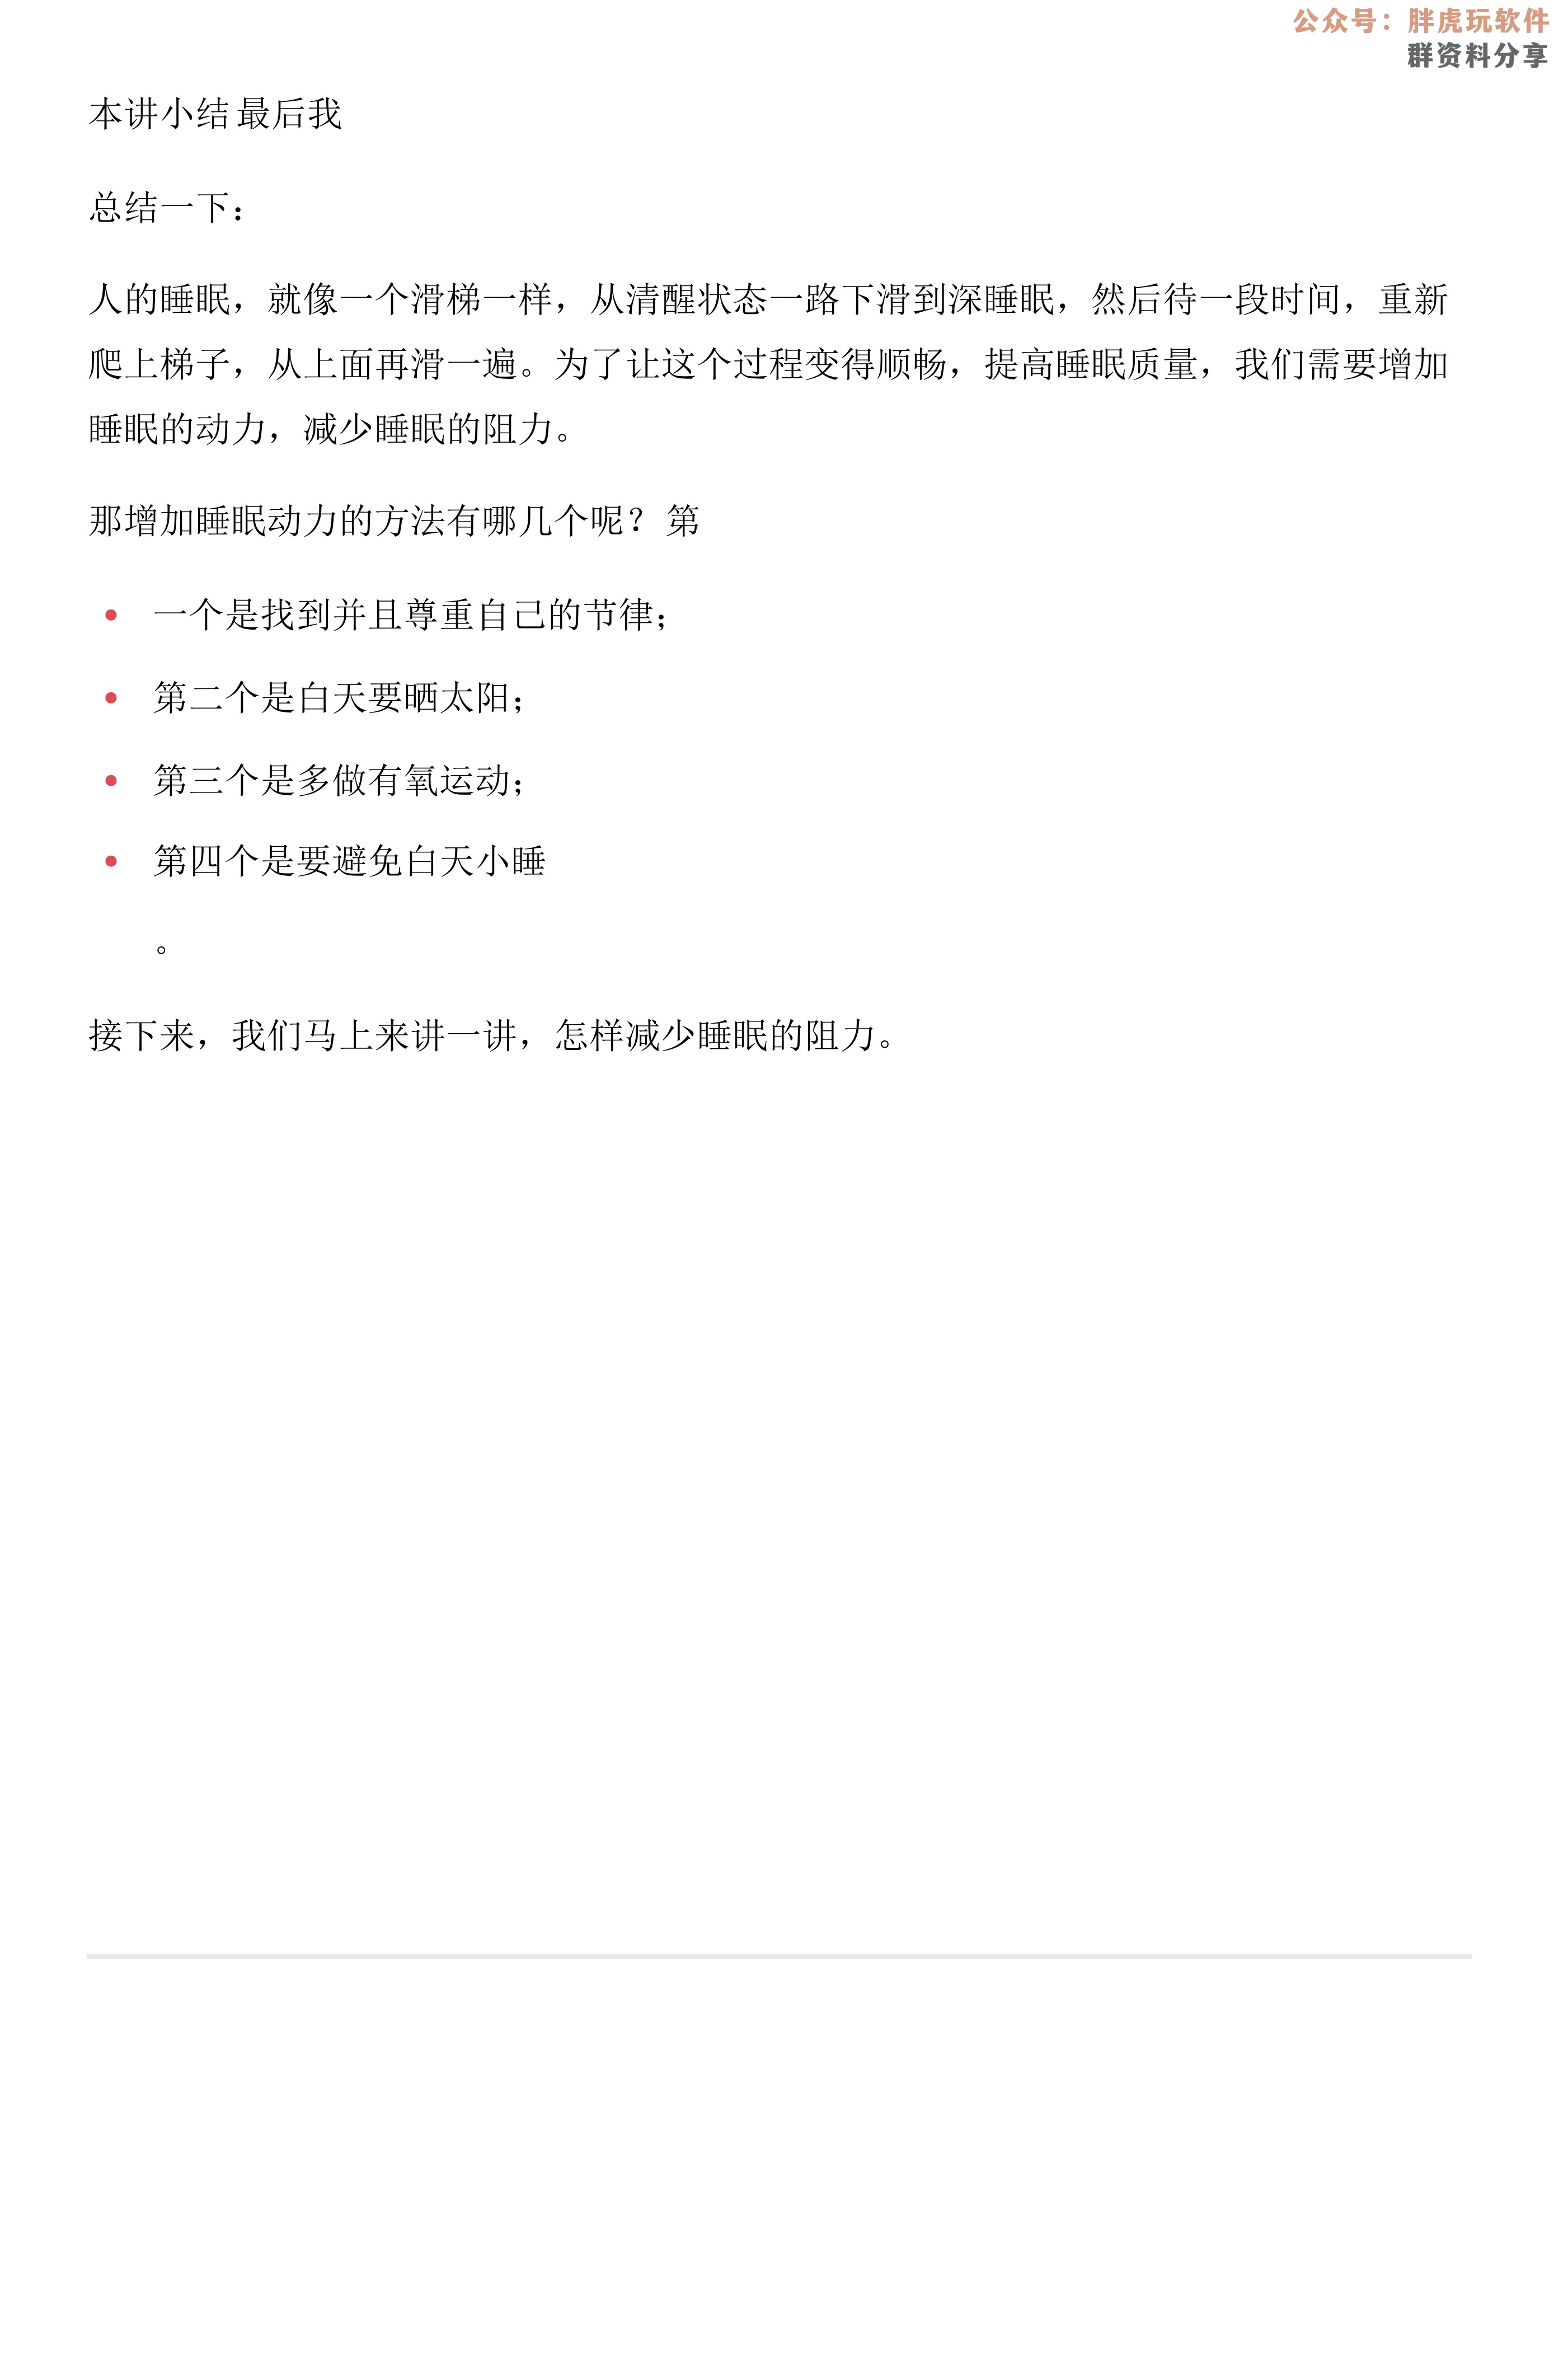 公众号：胖虎玩软件
群资料分享
本讲小结 最后我
总结一下：
人的睡眠，就像一个滑梯一样，从清醒状态一路下滑到深睡眠，然后待一段时间，重新
爬上梯子，从上面再滑一遍。为了让这个过程变得顺畅，提高睡眠质量，我们需要增加
睡眠的动力，减少睡眠的阻力。
那增加睡眠动力的方法有哪几个呢？ 第
• 一个是找到并且尊重自己的节律；
• 第二个是白天要晒太阳；
• 第三个是多做有氧运动；
• 第四个是要避免白天小睡
。
接下来，我们马上来讲一讲，怎样减少睡眠的阻力。